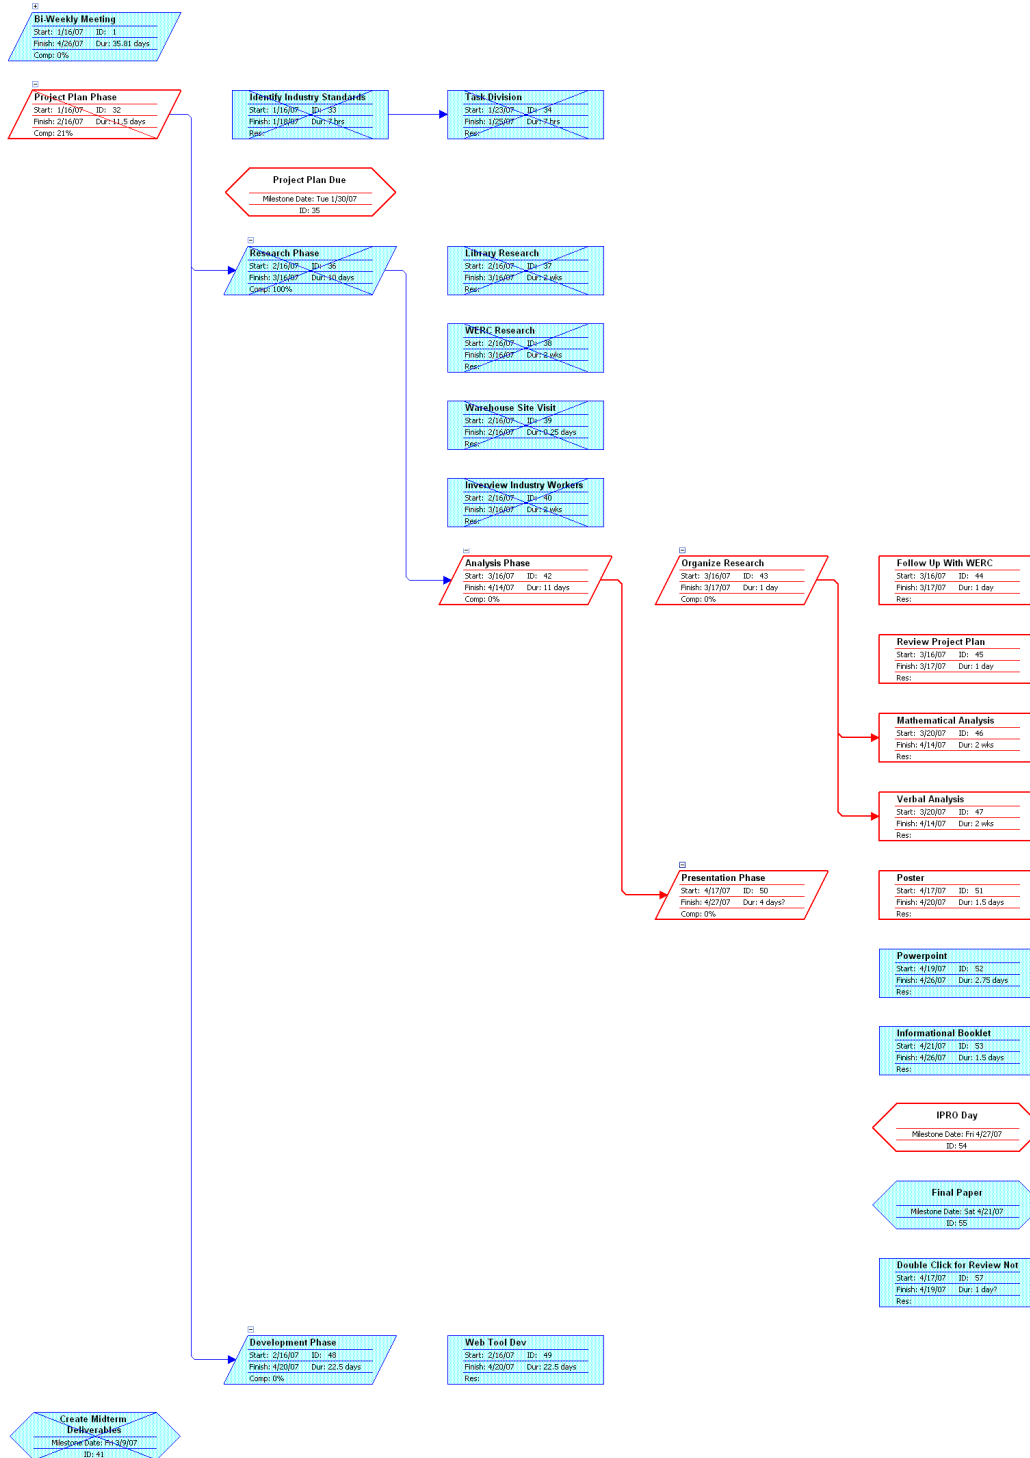 Bi-Weekly Meeting
Start: 1/16/07 ID: 1
Finish: 4/26/07 Dur: 35.81 days
Comp: 0%
Project Plan Phase
Start: 1/16/07 ID: 32
Finish: 2/16/07 Dur: 11.5 days
Comp: 21%
Identify Industry Standards
Start: 1/16/07 ID: 33
Finish: 1/18/07 Dur: 7 hrs
Res:
Task Division
Start: 1/23/07 ID: 34
Finish: 1/25/07 Dur: 7 hrs
Res:
Project Plan Due
Milestone Date: Tue 1/30/07
ID: 35
Research Phase
Start: 2/16/07 ID: 36
Finish: 3/16/07 Dur: 10 days
Comp: 100%
Library Research
Start: 2/16/07 ID: 37
Finish: 3/16/07 Dur: 2 wks
Res:
WERC Research
Start: 2/16/07 ID: 38
Finish: 3/16/07 Dur: 2 wks
Res:
Warehouse Site Visit
Start: 2/16/07 ID: 39
Finish: 2/16/07 Dur: 0.25 days
Res:
Inverview Industry Workers
Start: 2/16/07 ID: 40
Finish: 3/16/07 Dur: 2 wks
Res:
Analysis Phase
Start: 3/16/07 ID: 42
Finish: 4/14/07 Dur: 11 days
Comp: 0%
Organize Research
Start: 3/16/07 ID: 43
Finish: 3/17/07 Dur: 1 day
Comp: 0%
Follow Up With WERC
Start: 3/16/07 ID: 44
Finish: 3/17/07 Dur: 1 day
Res:
Review Project Plan
Start: 3/16/07 ID: 45
Finish: 3/17/07 Dur: 1 day
Res:
Mathematical Analysis
Start: 3/20/07 ID: 46
Finish: 4/14/07 Dur: 2 wks
Res:
Verbal Analysis
Start: 3/20/07 ID: 47
Finish: 4/14/07 Dur: 2 wks
Res:
Presentation Phase
Start: 4/17/07 ID: 50
Finish: 4/27/07 Dur: 4 days?
Comp: 0%
Poster
Start: 4/17/07 ID: 51
Finish: 4/20/07 Dur: 1.5 days
Res:
Powerpoint
Start: 4/19/07 ID: 52
Finish: 4/26/07 Dur: 2.75 days
Res:
Informational Booklet
Start: 4/21/07 ID: 53
Finish: 4/26/07 Dur: 1.5 days
Res:
IPRO Day
Milestone Date: Fri 4/27/07
ID: 54
Final Paper
Milestone Date: Sat 4/21/07
ID: 55
Double Click for Review Not
Start: 4/17/07 ID: 57
Finish: 4/19/07 Dur: 1 day?
Res:
Development Phase
Start: 2/16/07 ID: 48
Finish: 4/20/07 Dur: 22.5 days
Comp: 0%
Web Tool Dev
Start: 2/16/07 ID: 49
Finish: 4/20/07 Dur: 22.5 days
Res:
Create Midterm
Deliverables
Milestone Date: Fri 3/9/07
ID: 41